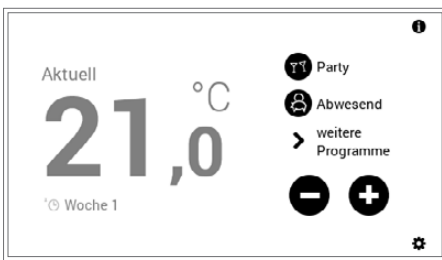 Aktuell
21,0 °C
Woche 1
Party
Abwesend
weitere
Programme